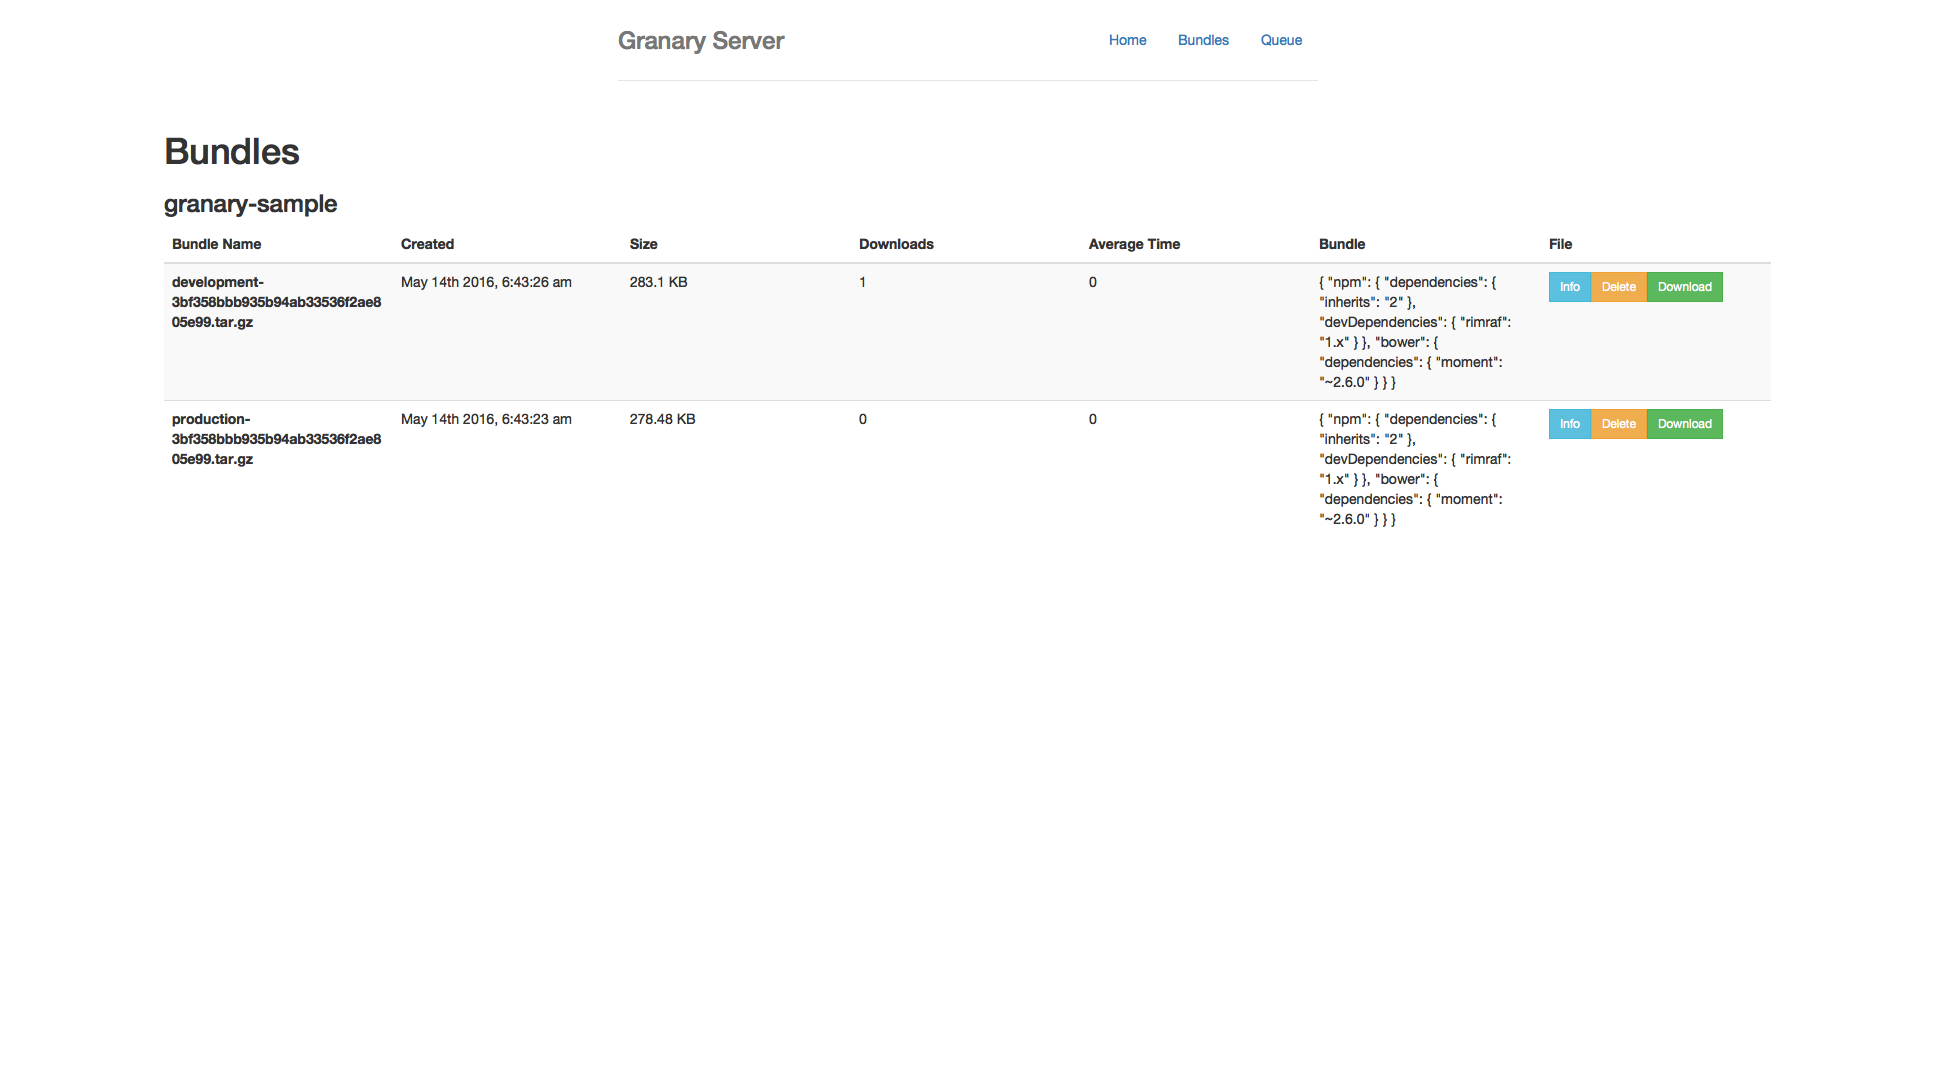 Granary Server Home Bundles Queue
Bundles
granary-sample
Bundle Name Created Size Downloads Average Time Bundle File
development- May 14th 2016, 6:43:26 am 283.1 KB 1 0 { "npm": { "dependencies": { Info Delete Download
3bf358bbb935b94ab33536f2ae8 "inherits": "2" },
05e99.tar.gz "devDependencies": { "rimraf":
"1.x" } }, "bower": {
"dependencies": { "moment":
"~2.6.0" } } }
production- May 14th 2016, 6:43:23 am 278.48 KB 0 0 { "npm": { "dependencies": { Info Delete Download
3bf358bbb935b94ab33536f2ae8 "inherits": "2" },
05e99.tar.gz "devDependencies": { "rimraf":
"1.x" } }, "bower": {
"dependencies": { "moment":
"~2.6.0" } } }